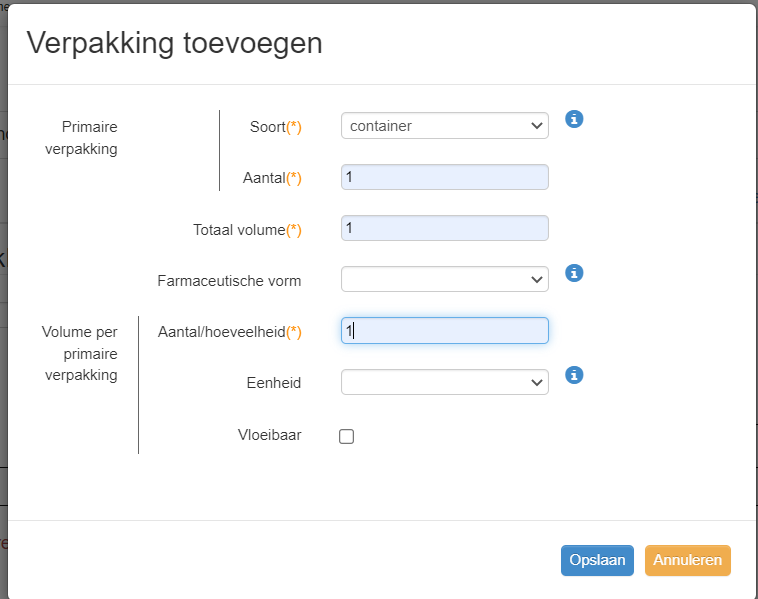 Verpakking toevoegen
Primaire
verpakking
Soort(*)
container
Aantal(*)
1
Totaal volume(*)
1
Farmaceutische vorm
Volume per
primaire
verpakking
Aantal/hoeveelheid(*)
1
Eenheid
Vloeibaar
Opslaan
Annuleren